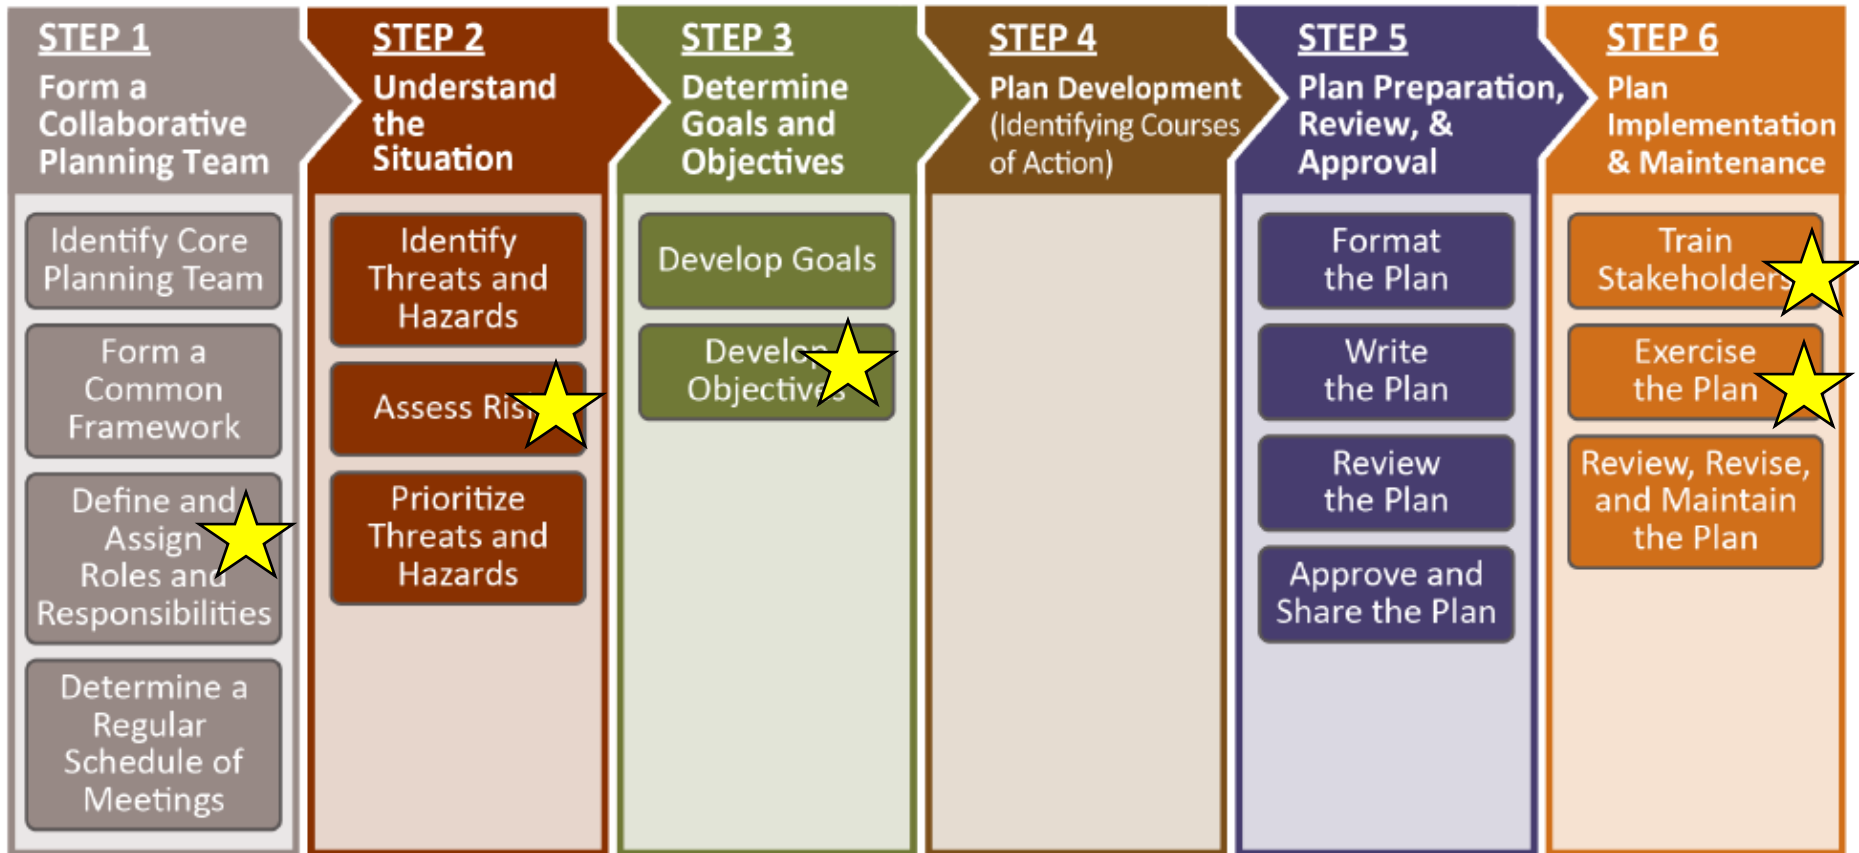 STEP 1
Form a
Collaborative
Planning Team
Identify Core
Planning Team
Form a
Common
Framework
Define and
Assign
Roles and
Responsibilities
Determine a
Regular
Schedule of
Meetings
STEP 2
Understand
the
Situation
Identify
Threats and
Hazards
Assess Risk
Prioritize
Threats and
Hazards
STEP 3
Determine
Goals and
Objectives
Develop Goals
Develop
Objectives
STEP 4
Plan Development
(Identifying Courses
of Action)
STEP 5
Plan Preparation,
Review, &
Approval
Format
the Plan
Write
the Plan
Review
the Plan
Approve and
Share the Plan
STEP 6
Plan
Implementation
& Maintenance
Train
Stakeholders
Exercise
the Plan
Review, Revise,
and Maintain
the Plan